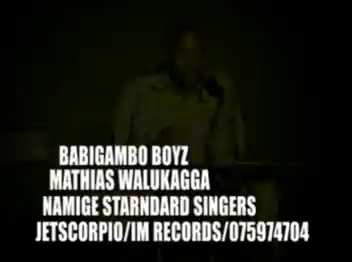 BABIGAMBO BOYZ
MATHIAS WALUKAGGA
NAMIGE STARNDARD SINGERS
JETSCORPIO/IM RECORDS/075974704